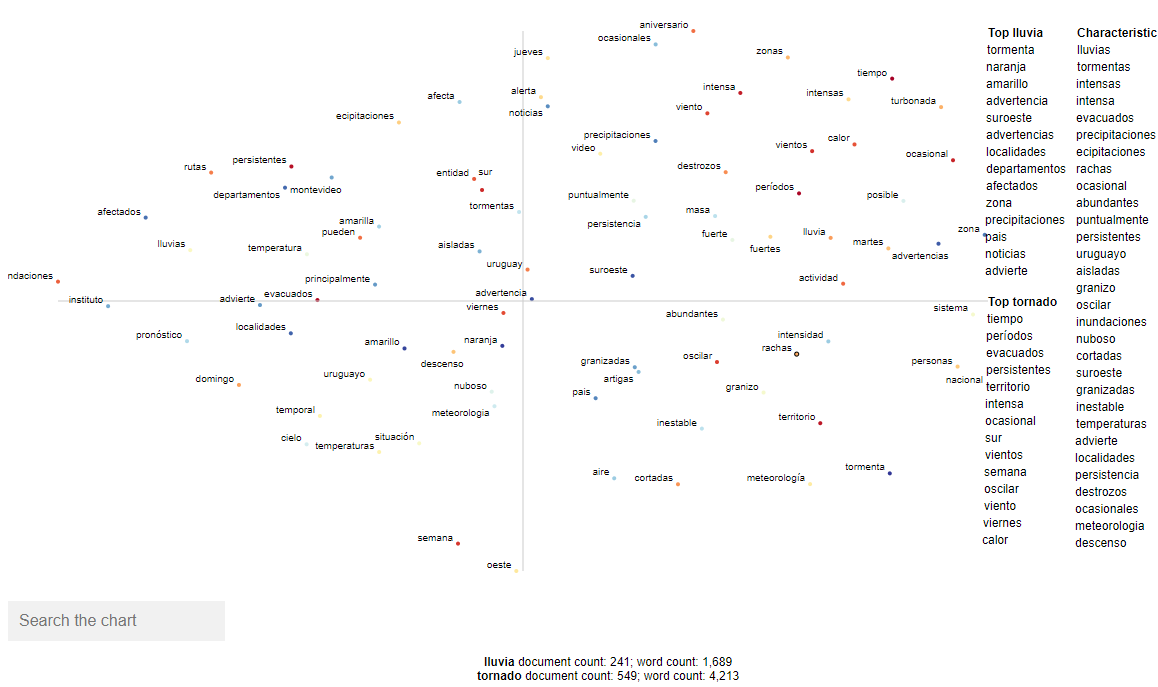 aniversario
ocasionales
jueves
zonas
tiempo
afecta
alerta
intensa
intensas
turbonada
noticias
viento
ecipitaciones
precipitaciones
video
vientos
calor
ocasional
rutas
persistentes
destrozos
entidad
sur
departamentos
montevideo
puntualmente
períodos
posible
afectados
tormentas
persistencia
masa
amarilla
pueden
lluvias
temperatura
aisladas
fuerte
fuertes
lluvia
martes
advertencias
zona
ndaciones
principalmente
uruguay
suroeste
actividad
instituto
advierte
evacuados
advertencia
viernes
abundantes
sistema
pronóstico
localidades
amarillo
naranja
descenso
intensidad
rachas
oscilar
granizadas
artigas
personas
nacional
domingo
uruguayo
nuboso
pais
granizo
temporal
meteorologia
inestable
territorio
cielo
temperaturas
situación
aire
cortadas
meteorología
tormenta
semana
oeste
Top lluvia
tormenta
naranja
amarillo
advertencia
suroeste
advertencias
localidades
departamentos
afectados
zona
precipitaciones
pais
noticias
advierte
Top tornado
tiempo
períodos
evacuados
persistentes
territorio
intensa
ocasional
sur
vientos
semana
oscilar
viento
viernes
calor
Characteristic
lluvias
tormentas
intensas
intensa
evacuados
precipitaciones
ecipitaciones
rachas
ocasional
abundantes
puntualmente
persistentes
uruguayo
aisladas
granizo
oscilar
inundaciones
nuboso
cortadas
suroeste
granizadas
inestable
temperaturas
advierte
localidades
persistencia
destrozos
ocasionales
meteorologia
descenso
Search the chart
lluvia document count: 241; word count: 1,689
tornado document count: 549; word count: 4,213